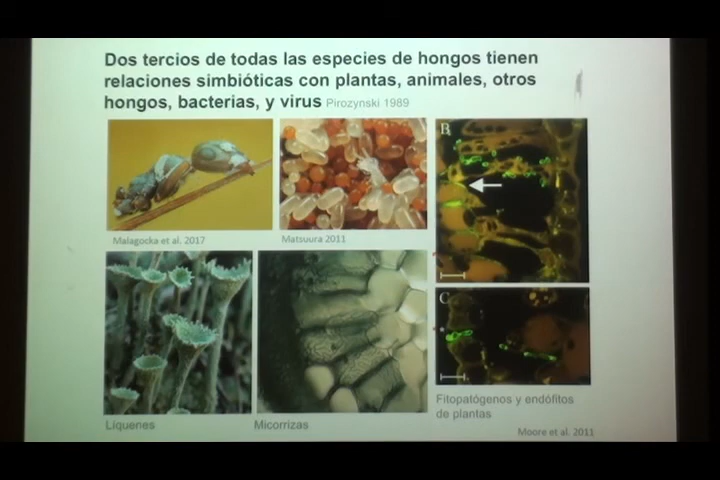 Dos tercios de todas las especies de hongos tienen
relaciones simbióticas con plantas, animales, otros
hongos, bacterias, y virus Pirozynski 1989
B
Malagocka et al. 2017
Matsuura 2011
C
*
Líquenes
Micorrizas
Fitopatógenos y endófitos
de plantas
Moore et al. 2011